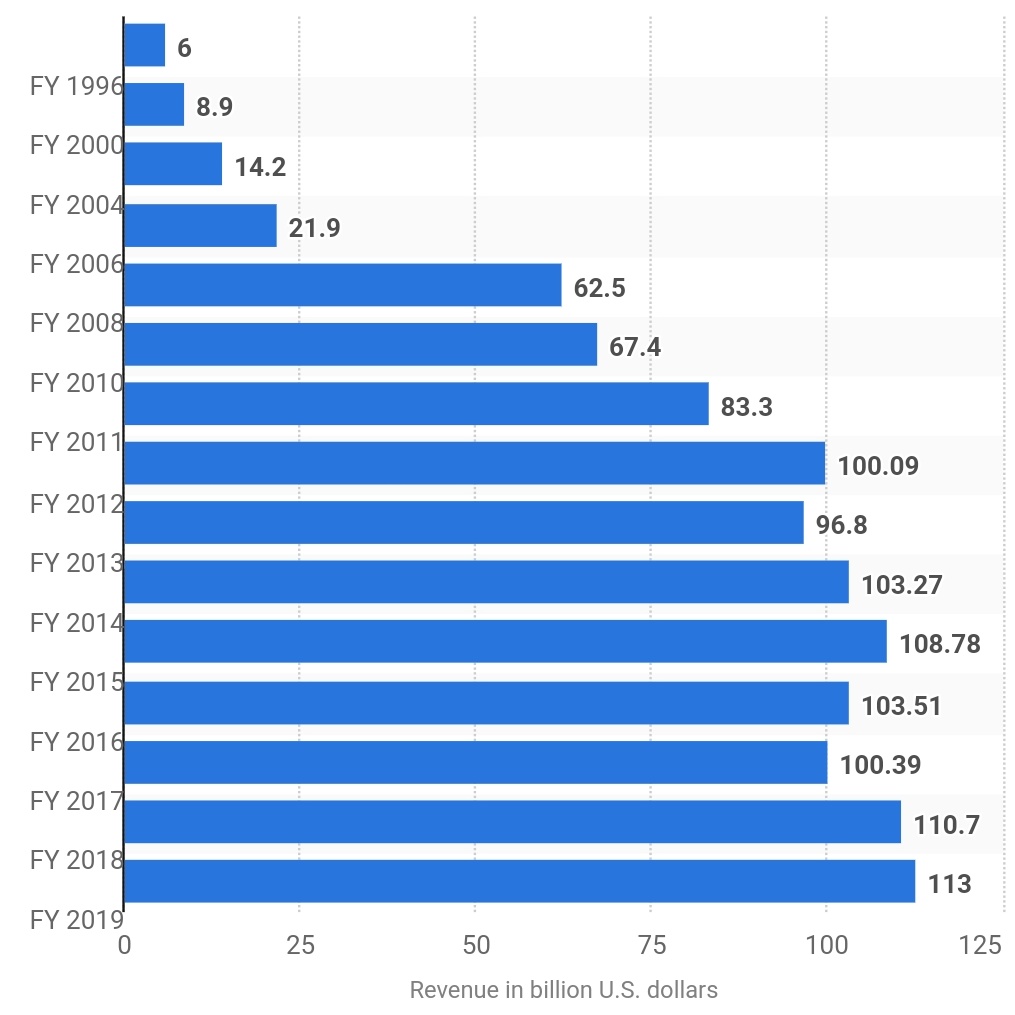 6
FY 1996
8.9
FY 2000
14.2
FY 2004
21.9
FY 2006
62.5
FY 2008
67.4
FY 2010
83.3
FY 2011
100.09
FY 2012
96.8
FY 2013
103.27
FY 2014
108.78
FY 2015
103.51
FY 2016
100.39
FY 2017
110.7
FY 2018
113
FY 2019
0 25 50 75 100 125
Revenue in billion U.S. dollars